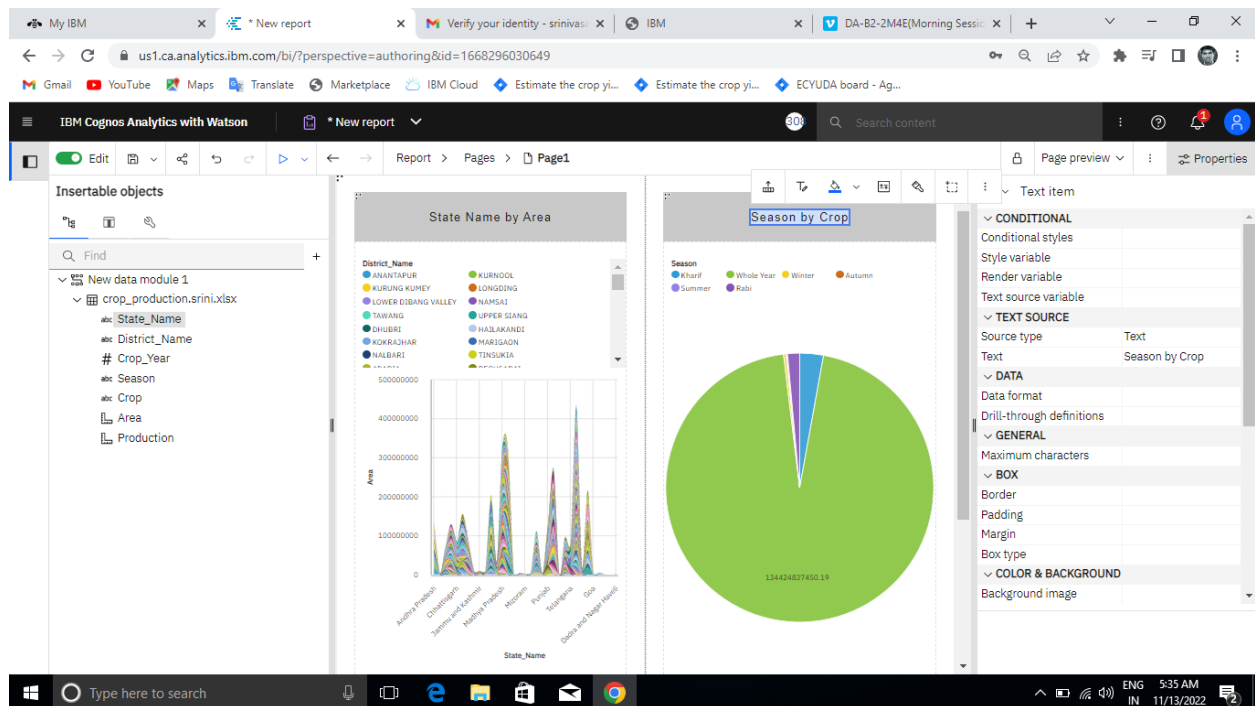 My IBM
* New report
Verify your identity - srinivas
IBM
DA-B2-2M4E(Morning Sessio
us1.ca.analytics.ibm.com/bi/?perspective=authoring&id=1668296030649
Gmail YouTube Maps Translate Marketplace IBM Cloud Estimate the crop yi... Estimate the crop yi... ECYUDA board - Ag...
IBM Cognos Analytics with Watson
* New report
30
Search content
1
Edit
Report > Pages > Page1
Page preview
Properties
Insertable objects
Find
New data module 1
crop_production.srini.xlsx
abc State_Name
abc District_Name
# Crop_Year
abc Season
abc Crop
Area
Production
State Name by Area
District_Name
ANANTAPUR KURNOOL
KURUNG KUMEY LONGDING
LOWER DIBANG VALLEY NAMSAI
TAWANG UPPER SIANG
DHUBRI HAILAKANDI
KOKRAJHAR MARIGAON
NALBARI TINSUKIA
500000000
400000000
300000000
200000000
100000000
0
Area
Andhra Pradesh
Chhattisgarh
Jammu and Kashmir
Madhya Pradesh
Mizoram
Punjab
Telangana
Goa
Dadra and Nagar Haveli
State_Name
Season by Crop
Season
Kharif Whole Year Winter Autumn
Summer Rabi
134424837450.19
Text item
CONDITIONAL
Conditional styles
Style variable
Render variable
Text source variable
TEXT SOURCE
Source type Text
Text Season by Crop
DATA
Data format
Drill-through definitions
GENERAL
Maximum characters
BOX
Border
Padding
Margin
Box type
COLOR & BACKGROUND
Background image
Type here to search
ENG
IN
5:35 AM
11/13/2022
2